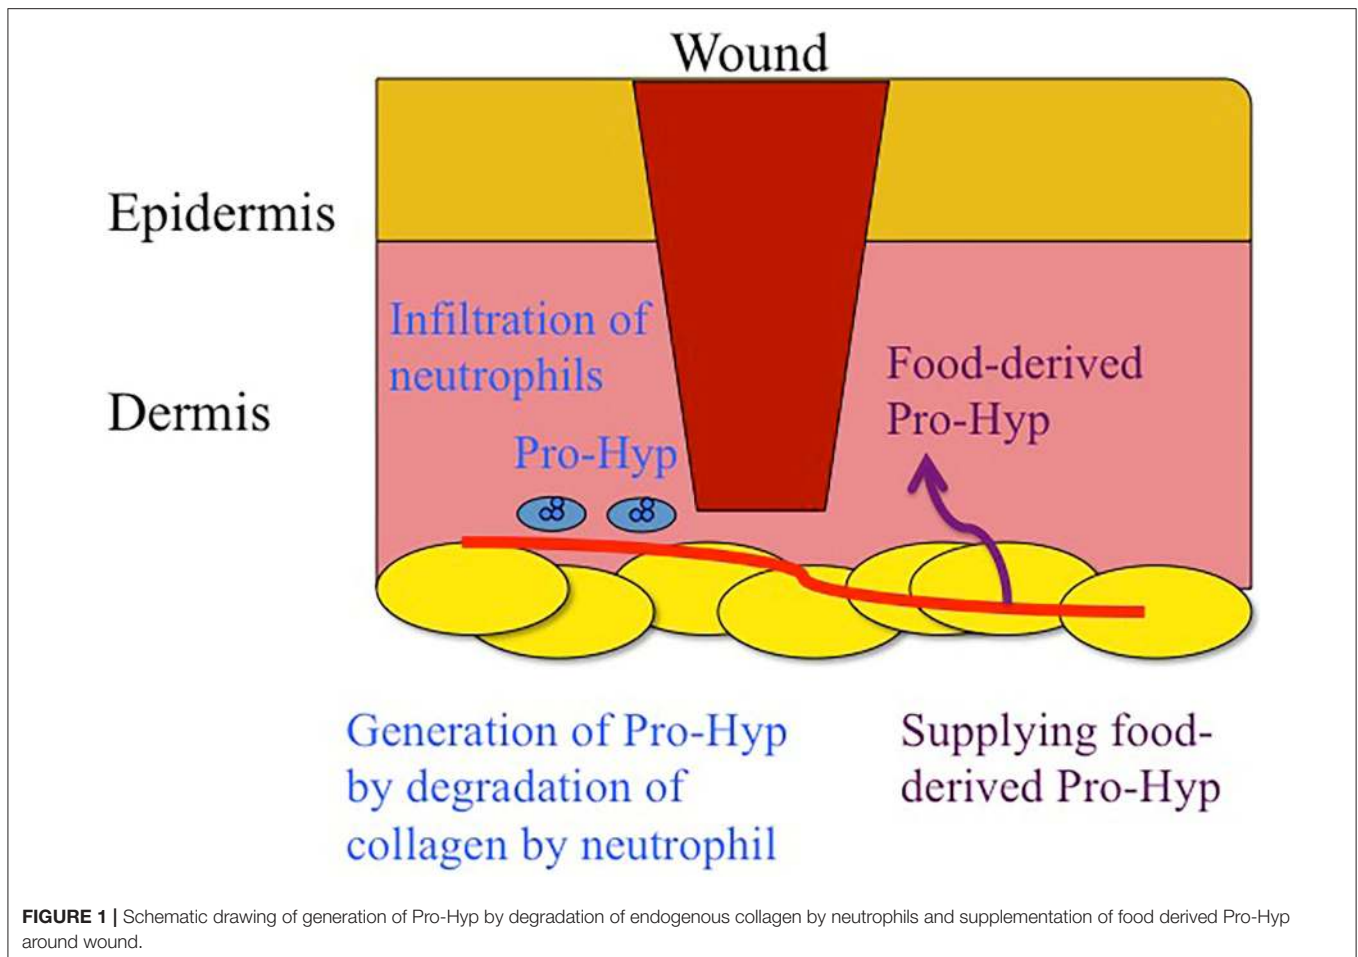 Wound
Epidermis
Dermis
Infiltration of
neutrophils
Pro-Hyp
Food-derived
Pro-Hyp
Generation of Pro-Hyp
by degradation of
collagen by neutrophil
Supplying food-
derived Pro-Hyp
FIGURE 1 | Schematic drawing of generation of Pro-Hyp by degradation of endogenous collagen by neutrophils and supplementation of food derived Pro-Hyp
around wound.